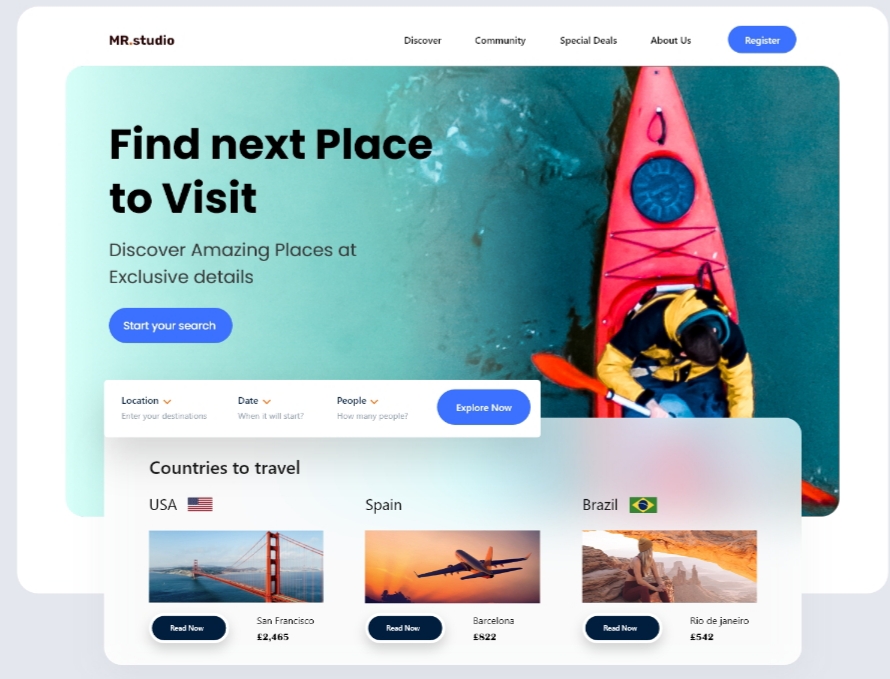 MR.studio
Discover
Community
Special Deals
About Us
Register
Find next Place
to Visit
Discover Amazing Places at
Exclusive details
Start your search
Location
Date
People
Enter your destinations
When it will start?
How many people?
Explore Now
Countries to travel
USA
Spain
Brazil
Read Now
San Francisco
£2,465
Read Now
Barcelona
£822
Read Now
Rio de janeiro
£542